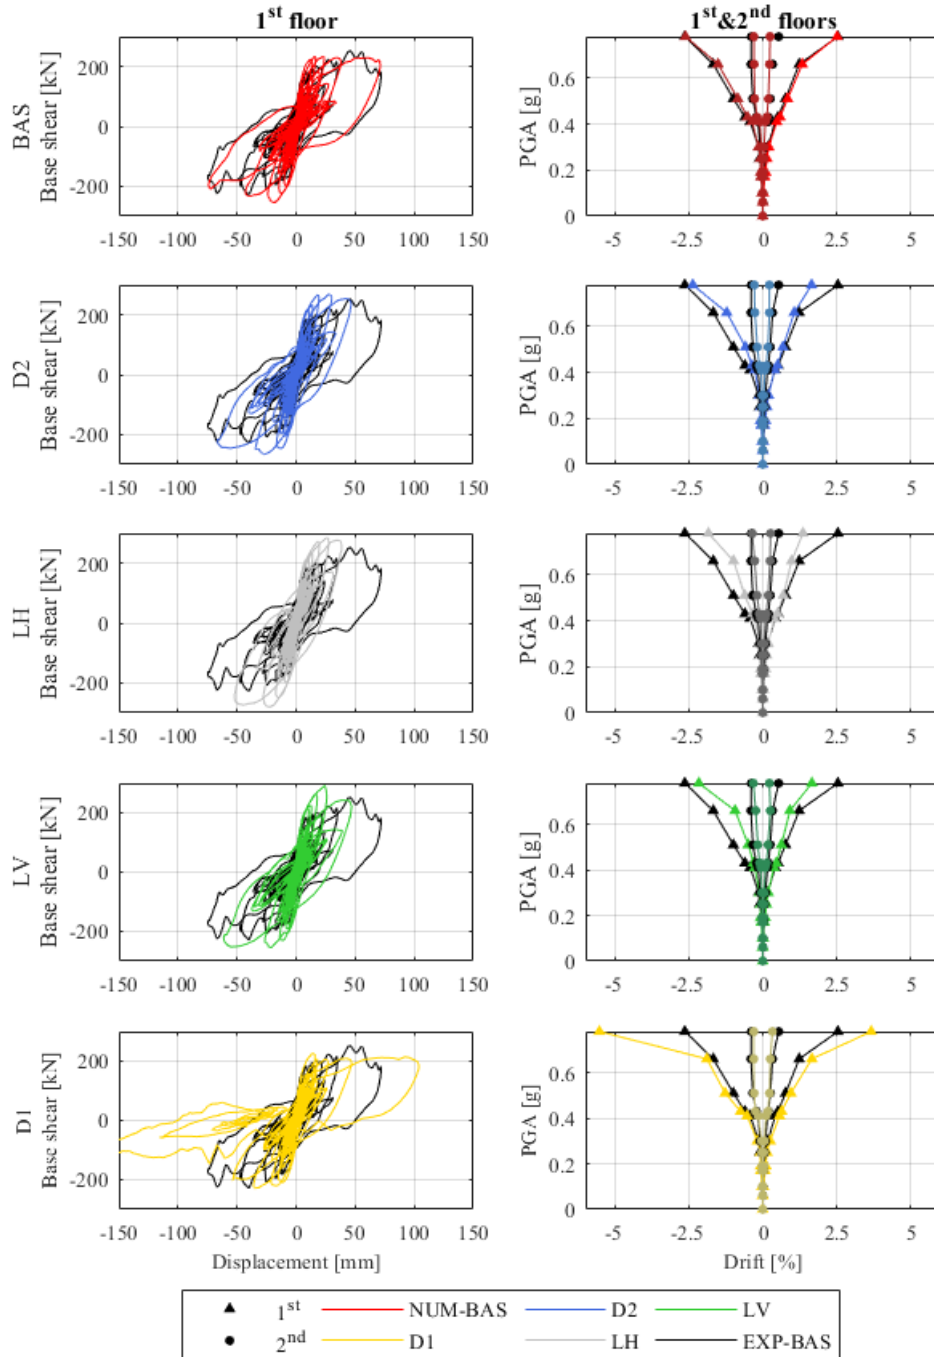 1st floor
1st&2nd floors
BAS
Base shear [kN]
200
0
-200
-150 -100 -50 0 50 100 150
PGA [g]
0.6
0.4
0.2
0
-5 -2.5 0 2.5 5
D2
Base shear [kN]
200
0
-200
-150 -100 -50 0 50 100 150
PGA [g]
0.6
0.4
0.2
0
-5 -2.5 0 2.5 5
LH
Base shear [kN]
200
0
-200
-150 -100 -50 0 50 100 150
PGA [g]
0.6
0.4
0.2
0
-5 -2.5 0 2.5 5
LV
Base shear [kN]
200
0
-200
-150 -100 -50 0 50 100 150
PGA [g]
0.6
0.4
0.2
0
-5 -2.5 0 2.5 5
D1
Base shear [kN]
200
0
-200
-150 -100 -50 0 50 100 150
Displacement [mm]
PGA [g]
0.6
0.4
0.2
0
-5 -2.5 0 2.5 5
Drift [%]
1st NUM-BAS D2 LV
2nd D1 LH EXP-BAS